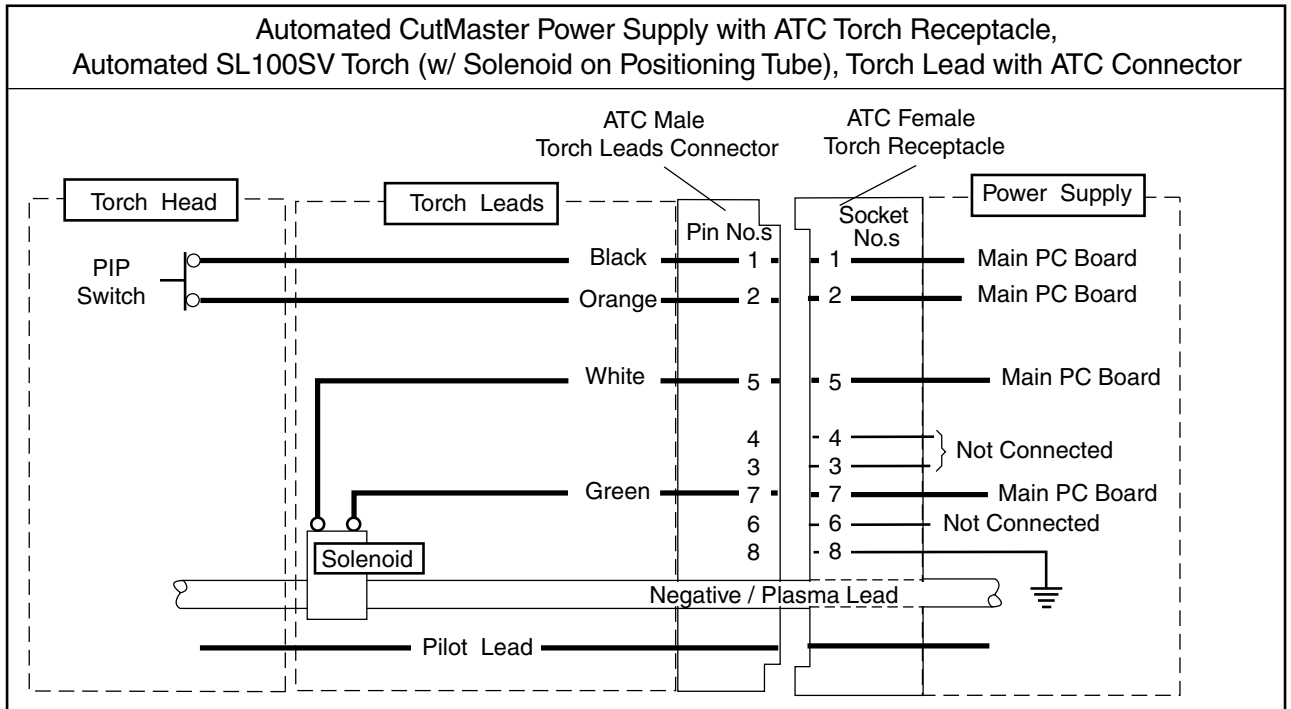 Automated CutMaster Power Supply with ATC Torch Receptacle,
Automated SL100SV Torch (w/ Solenoid on Positioning Tube), Torch Lead with ATC Connector
ATC Male
Torch Leads Connector
ATC Female
Torch Receptacle
Torch Head
Torch Leads
Power Supply
Pin No.s
Socket
No.s
PIP
Switch
Black 1 1 Main PC Board
Orange 2 2 Main PC Board
White 5 5 Main PC Board
4 4
Not Connected
3 3
Green 7 7 Main PC Board
6 6 Not Connected
8 8
Solenoid
Negative / Plasma Lead
Pilot Lead